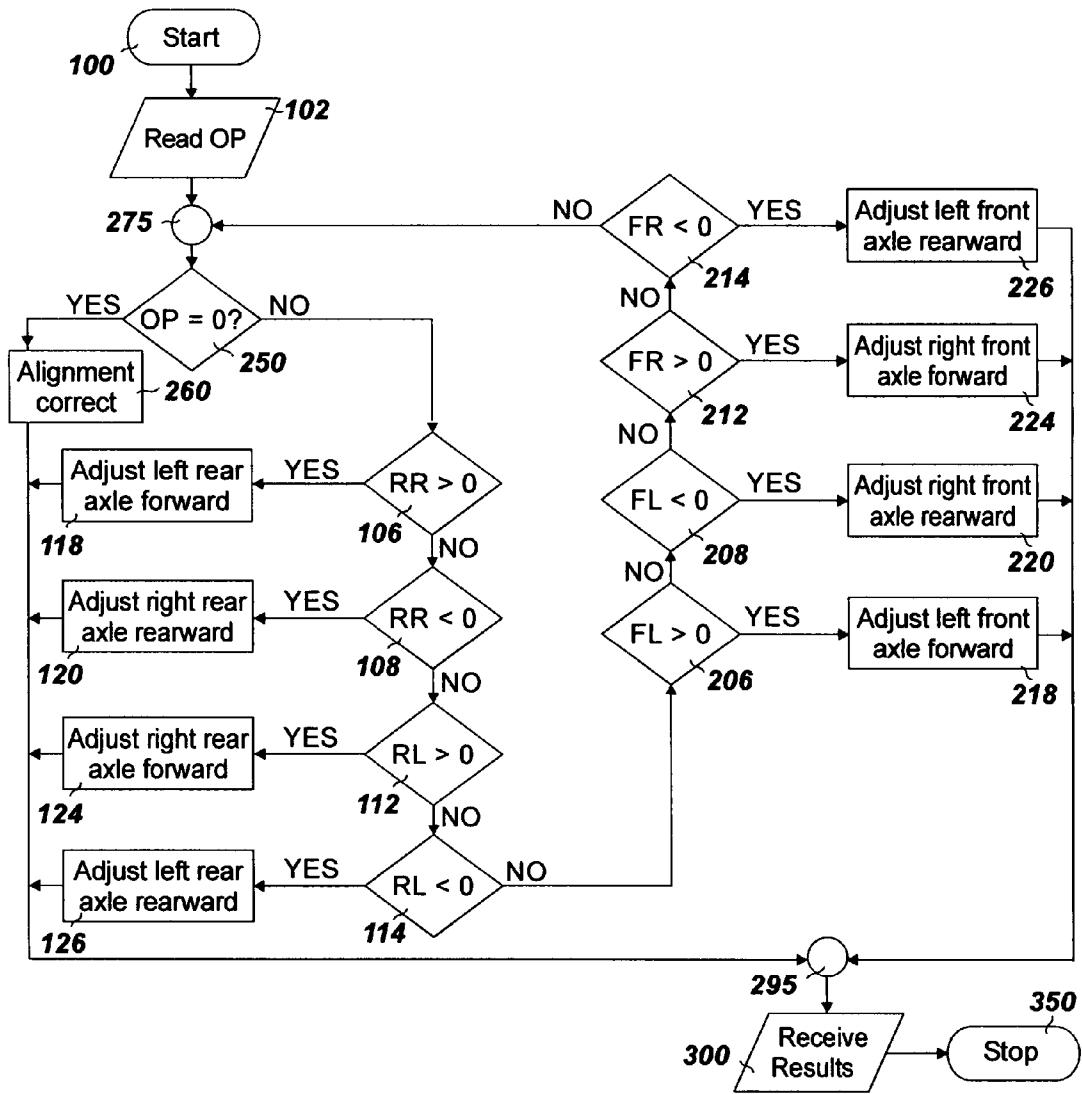 Start
100
102
Read OP
275
NO
FR < 0
YES
Adjust left front
axle rearward
214
226
YES
OP = 0?
NO
NO
250
FR > 0
YES
Adjust right front
axle forward
Alignment
correct
260
212
224
NO
Adjust left rear
axle forward
YES
RR > 0
FL < 0
YES
Adjust right front
axle rearward
118
106
208
220
NO
NO
Adjust right rear
axle rearward
YES
RR < 0
FL > 0
YES
Adjust left front
axle forward
120
108
206
218
NO
Adjust right rear
axle forward
YES
RL > 0
124
112
NO
Adjust left rear
axle rearward
YES
RL < 0
NO
126
114
295
350
300
Receive
Results
Stop